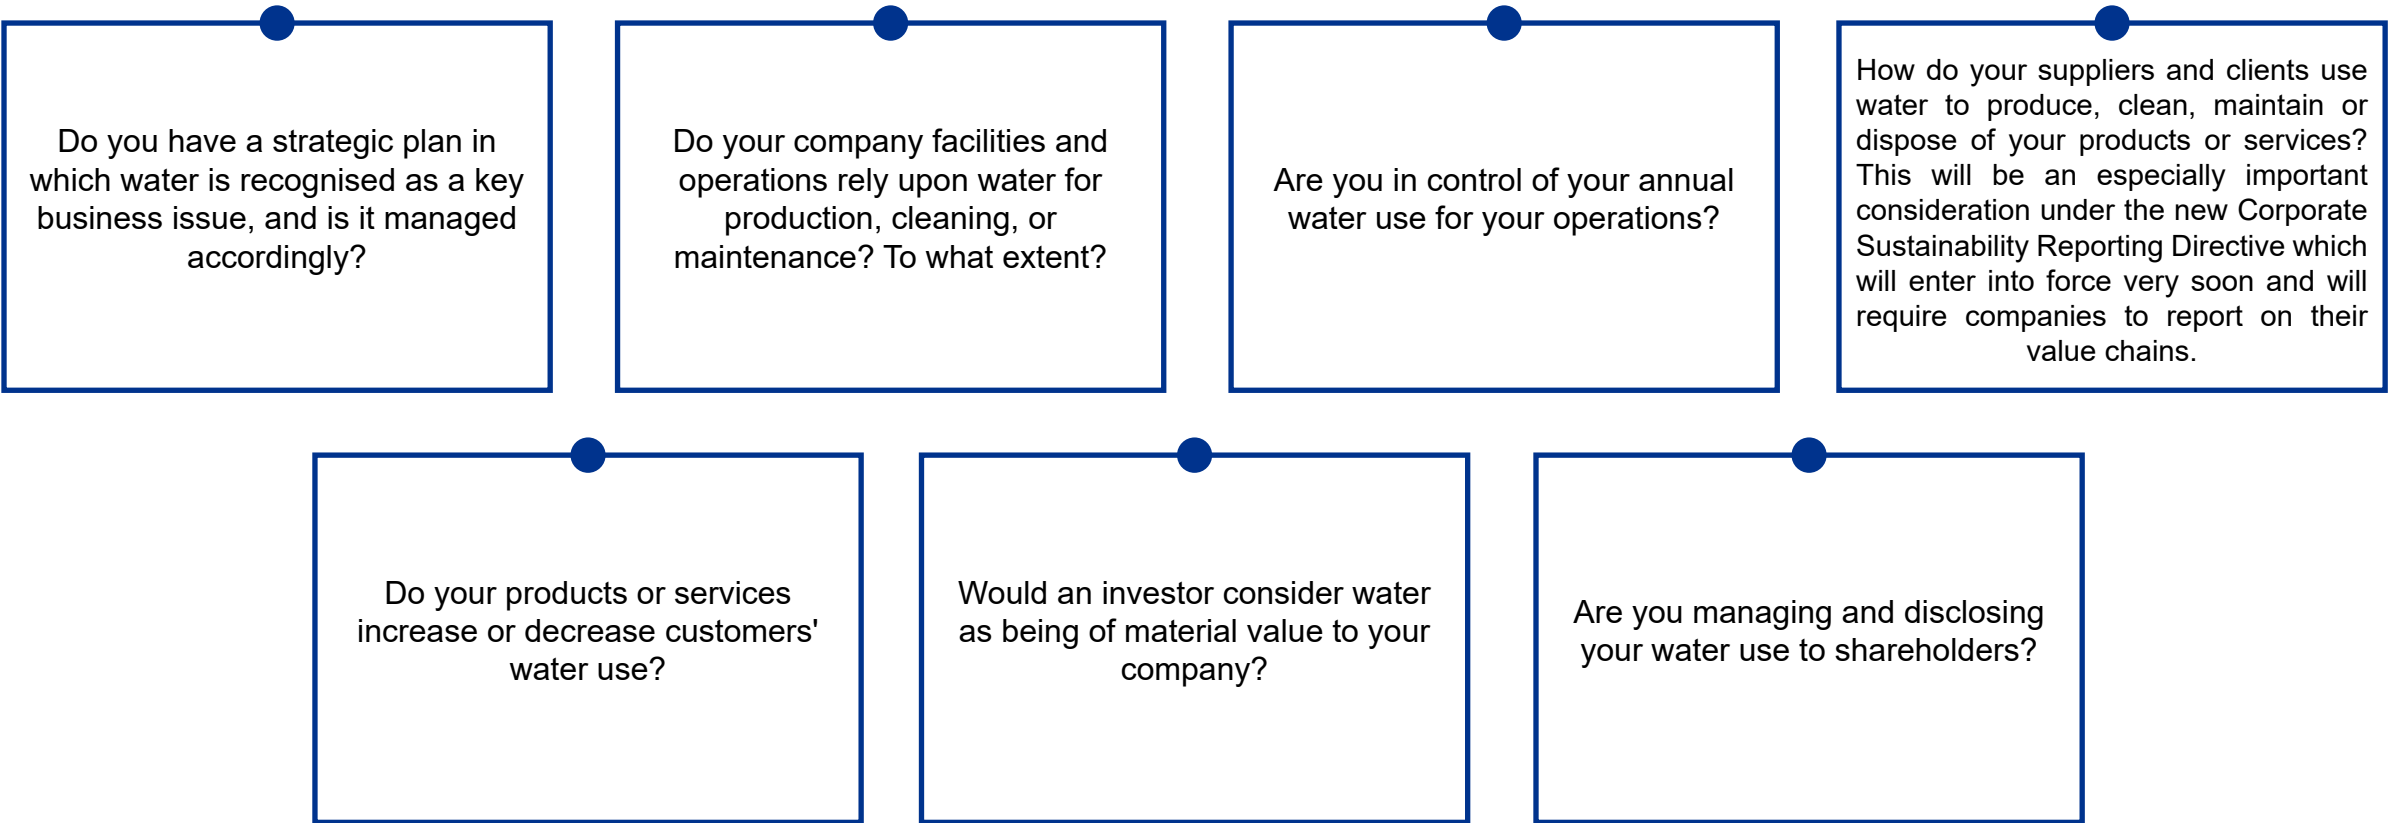 Do you have a strategic plan in
which water is recognised as a key
business issue, and is it managed
accordingly?
Do your company facilities and
operations rely upon water for
production, cleaning, or
maintenance? To what extent?
Are you in control of your annual
water use for your operations?
How do your suppliers and clients use
water to produce, clean, maintain or
dispose of your products or services?
This will be an especially important
consideration under the new Corporate
Sustainability Reporting Directive which
will enter into force very soon and will
require companies to report on their
value chains.
Do your products or services
increase or decrease customers'
water use?
Would an investor consider water
as being of material value to your
company?
Are you managing and disclosing
your water use to shareholders?